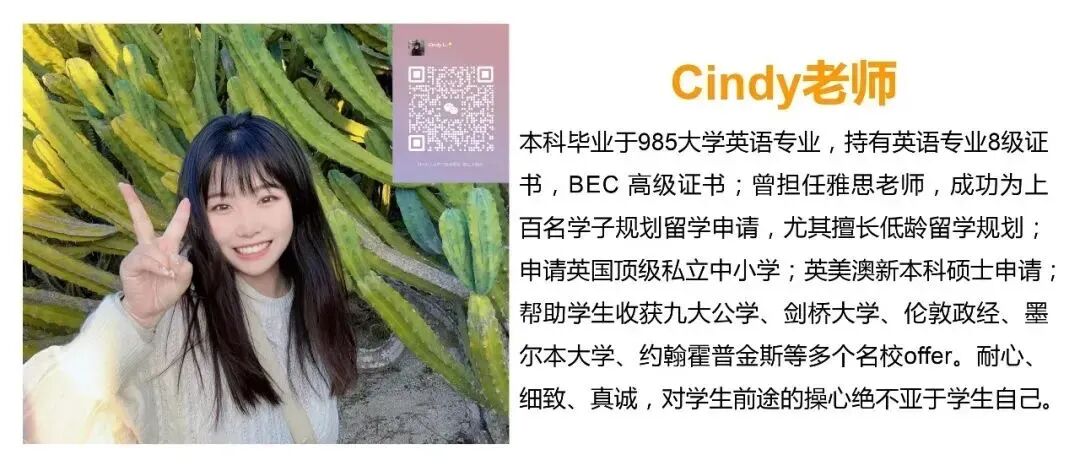 Cindy L.
Cindy老师
本科毕业于985大学英语专业，持有英语专业8级证
书，BEC 高级证书；曾担任雅思老师，成功为上
百名学子规划留学申请，尤其擅长低龄留学规划；
申请英国顶级私立中小学；英美澳新本科硕士申请；
帮助学生收获九大公学、剑桥大学、伦敦政经、墨
尔本大学、约翰霍普金斯等多个名校offer。耐心、
细致、真诚，对学生前途的操心绝不亚于学生自己。